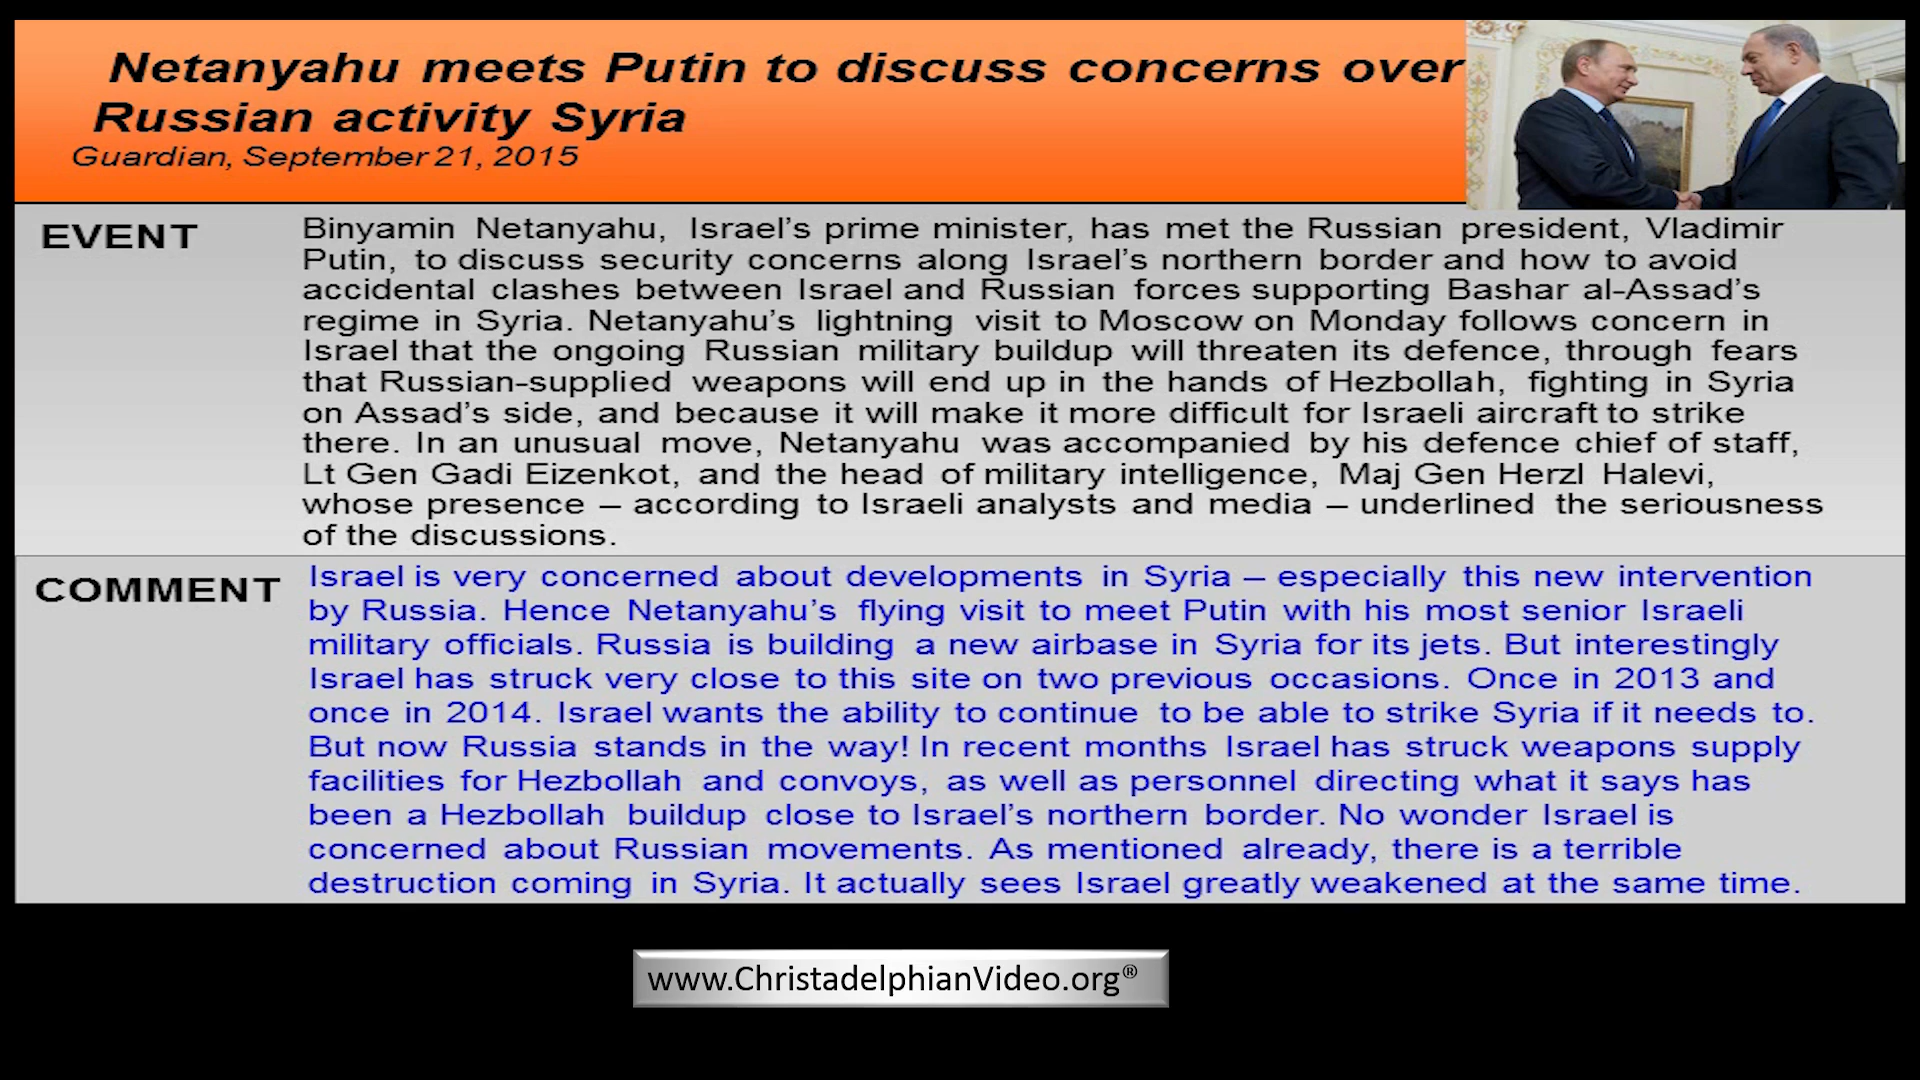 Netanyahu meets Putin to discuss concerns over
Russian activity Syria
Guardian, September 21, 2015
EVENT
Binyamin Netanyahu, Israel’s prime minister, has met the Russian president, Vladimir
Putin, to discuss security concerns along Israel’s northern border and how to avoid
accidental clashes between Israel and Russian forces supporting Bashar al-Assad’s
regime in Syria. Netanyahu’s lightning visit to Moscow on Monday follows concern in
Israel that the ongoing Russian military buildup will threaten its defence, through fears
that Russian-supplied weapons will end up in the hands of Hezbollah, fighting in Syria
on Assad’s side, and because it will make it more difficult for Israeli aircraft to strike
there. In an unusual move, Netanyahu was accompanied by his defence chief of staff,
Lt Gen Gadi Eizenkot, and the head of military intelligence, Maj Gen Herzl Halevi,
whose presence – according to Israeli analysts and media – underlined the seriousness
of the discussions.
COMMENT
Israel is very concerned about developments in Syria – especially this new intervention
by Russia. Hence Netanyahu’s flying visit to meet Putin with his most senior Israeli
military officials. Russia is building a new airbase in Syria for its jets. But interestingly
Israel has struck very close to this site on two previous occasions. Once in 2013 and
once in 2014. Israel wants the ability to continue to be able to strike Syria if it needs to.
But now Russia stands in the way! In recent months Israel has struck weapons supply
facilities for Hezbollah and convoys, as well as personnel directing what it says has
been a Hezbollah buildup close to Israel’s northern border. No wonder Israel is
concerned about Russian movements. As mentioned already, there is a terrible
destruction coming in Syria. It actually sees Israel greatly weakened at the same time.
www.ChristadelphianVideo.org®